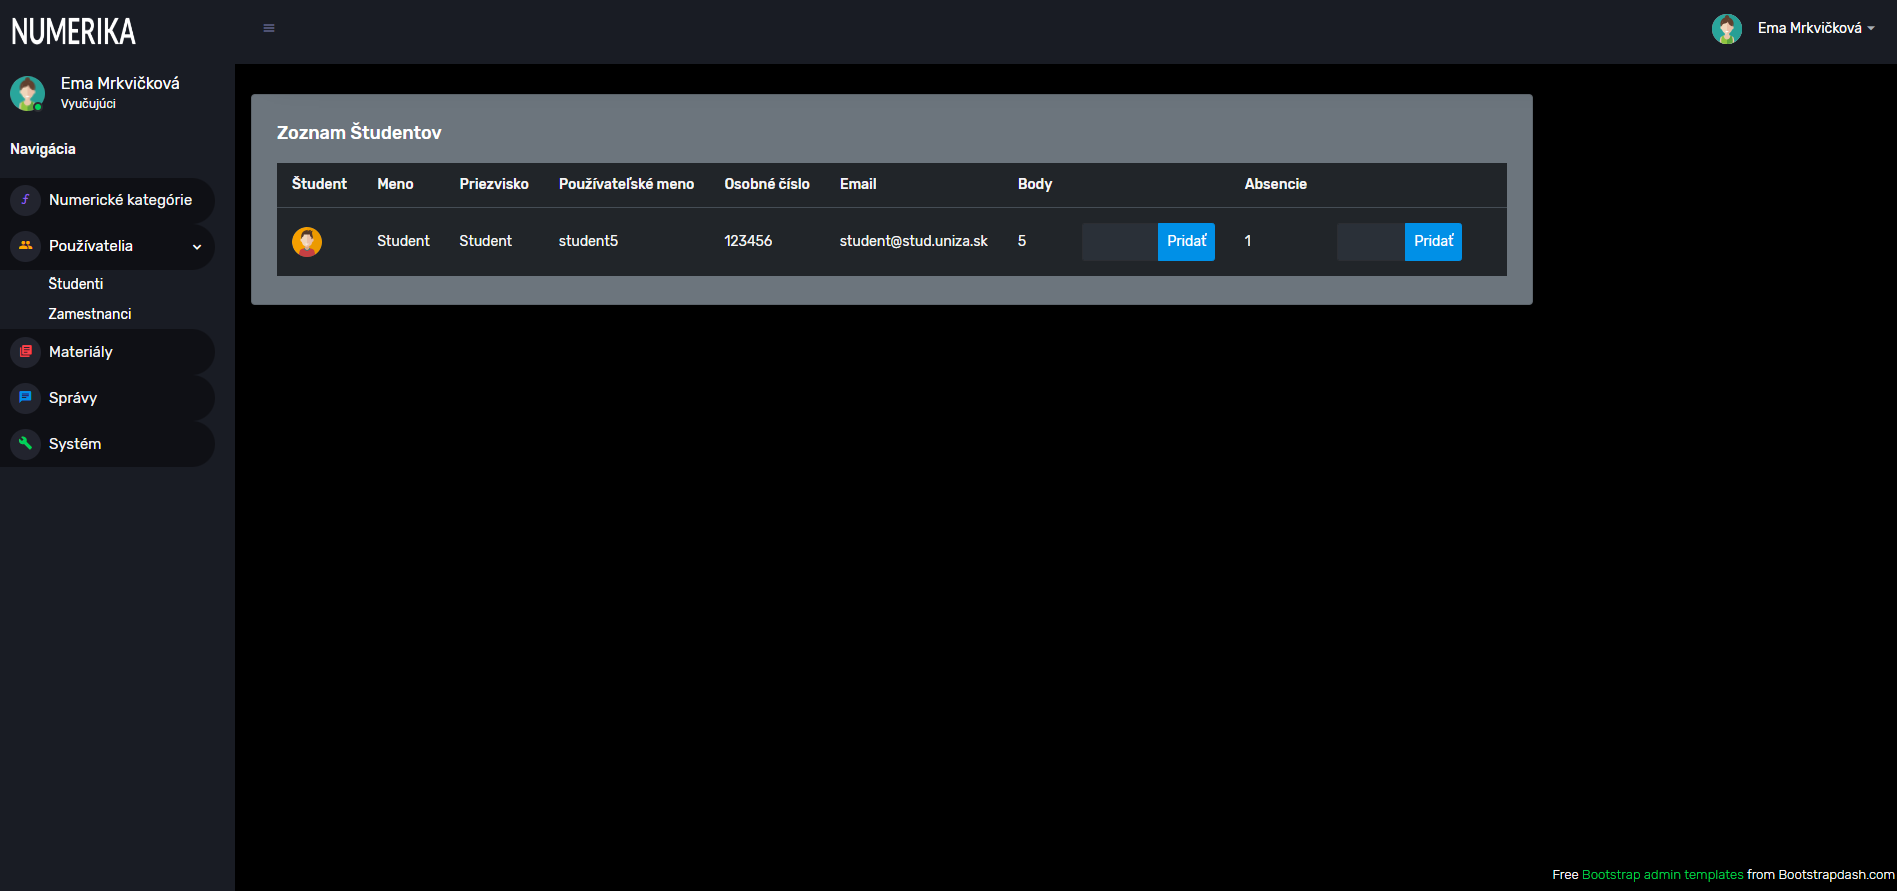 NUMERIKA
Ema Mrkvičková
Ema Mrkvičková
Vyučujúci
Navigácia
Numerické kategórie
Používatelia
Študenti
Zamestnanci
Materiály
Správy
Systém
Zoznam Študentov
Študent Meno Priezvisko Používateľské meno Osobné číslo Email Body Absencie
Student Student student5 123456 student@stud.uniza.sk 5 Pridať 1 Pridať
Free Bootstrap admin templates from Bootstrapdash.com